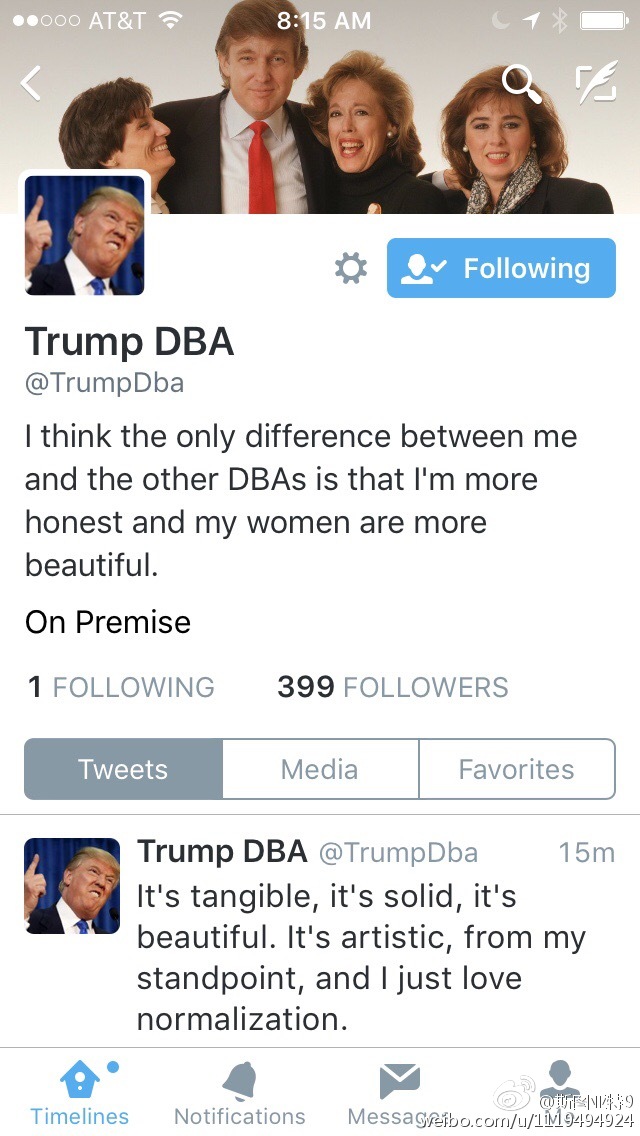 AT&T 8:15 AM
Following
Trump DBA
@TrumpDba
I think the only difference between me
and the other DBAs is that I'm more
honest and my women are more
beautiful.
On Premise
1 FOLLOWING 399 FOLLOWERS
Tweets Media Favorites
Trump DBA @TrumpDba 15m
It's tangible, it's solid, it's
beautiful. It's artistic, from my
standpoint, and I just love
normalization.
Timelines Notifications Messages
weibo.com/u/1119494924